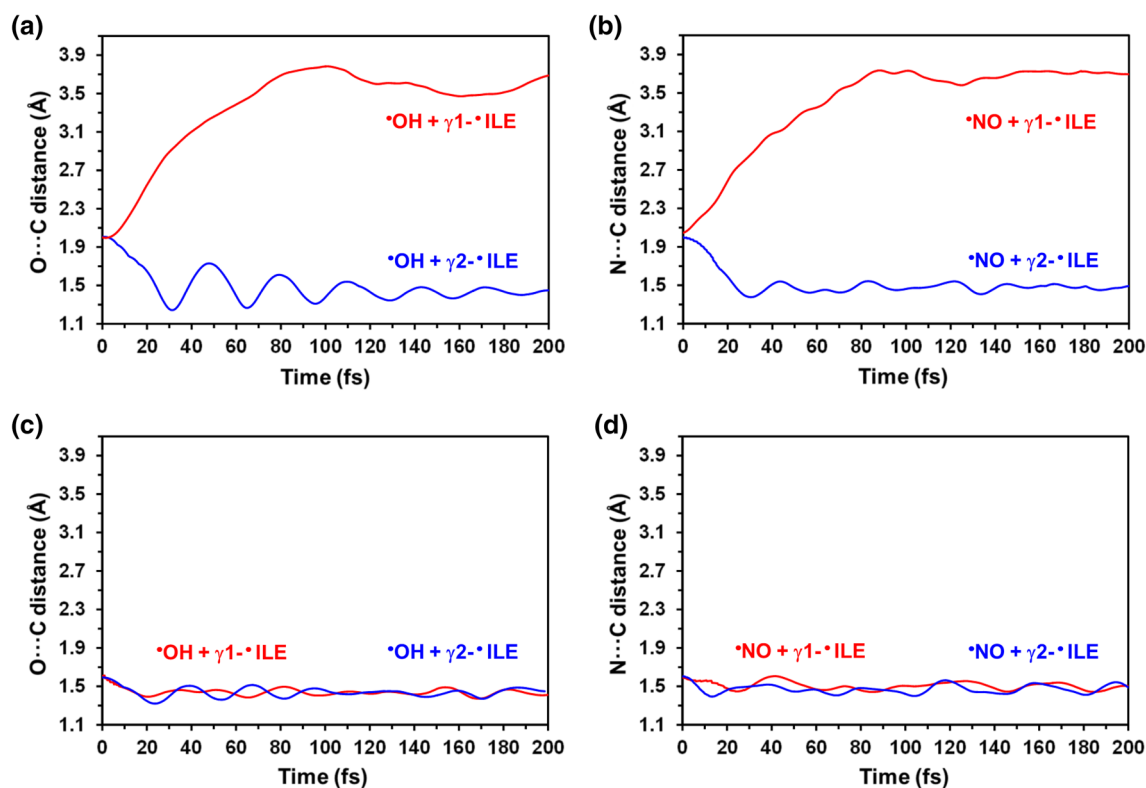 (a)
O···C distance (Å)
3.9
3.5
3.1
2.7
2.3
1.9
1.5
1.1
•OH + γ1-•ILE
•OH + γ2-•ILE
0 20 40 60 80 100 120 140 160 180 200
Time (fs)
(b)
N···C distance (Å)
3.9
3.5
3.1
2.7
2.3
1.9
1.5
1.1
•NO + γ1-•ILE
•NO + γ2-•ILE
0 20 40 60 80 100 120 140 160 180 200
Time (fs)
(c)
O···C distance (Å)
3.9
3.5
3.1
2.7
2.3
1.9
1.5
1.1
•OH + γ1-•ILE •OH + γ2-•ILE
0 20 40 60 80 100 120 140 160 180 200
Time (fs)
(d)
N···C distance (Å)
3.9
3.5
3.1
2.7
2.3
1.9
1.5
1.1
•NO + γ1-•ILE •NO + γ2-•ILE
0 20 40 60 80 100 120 140 160 180 200
Time (fs)